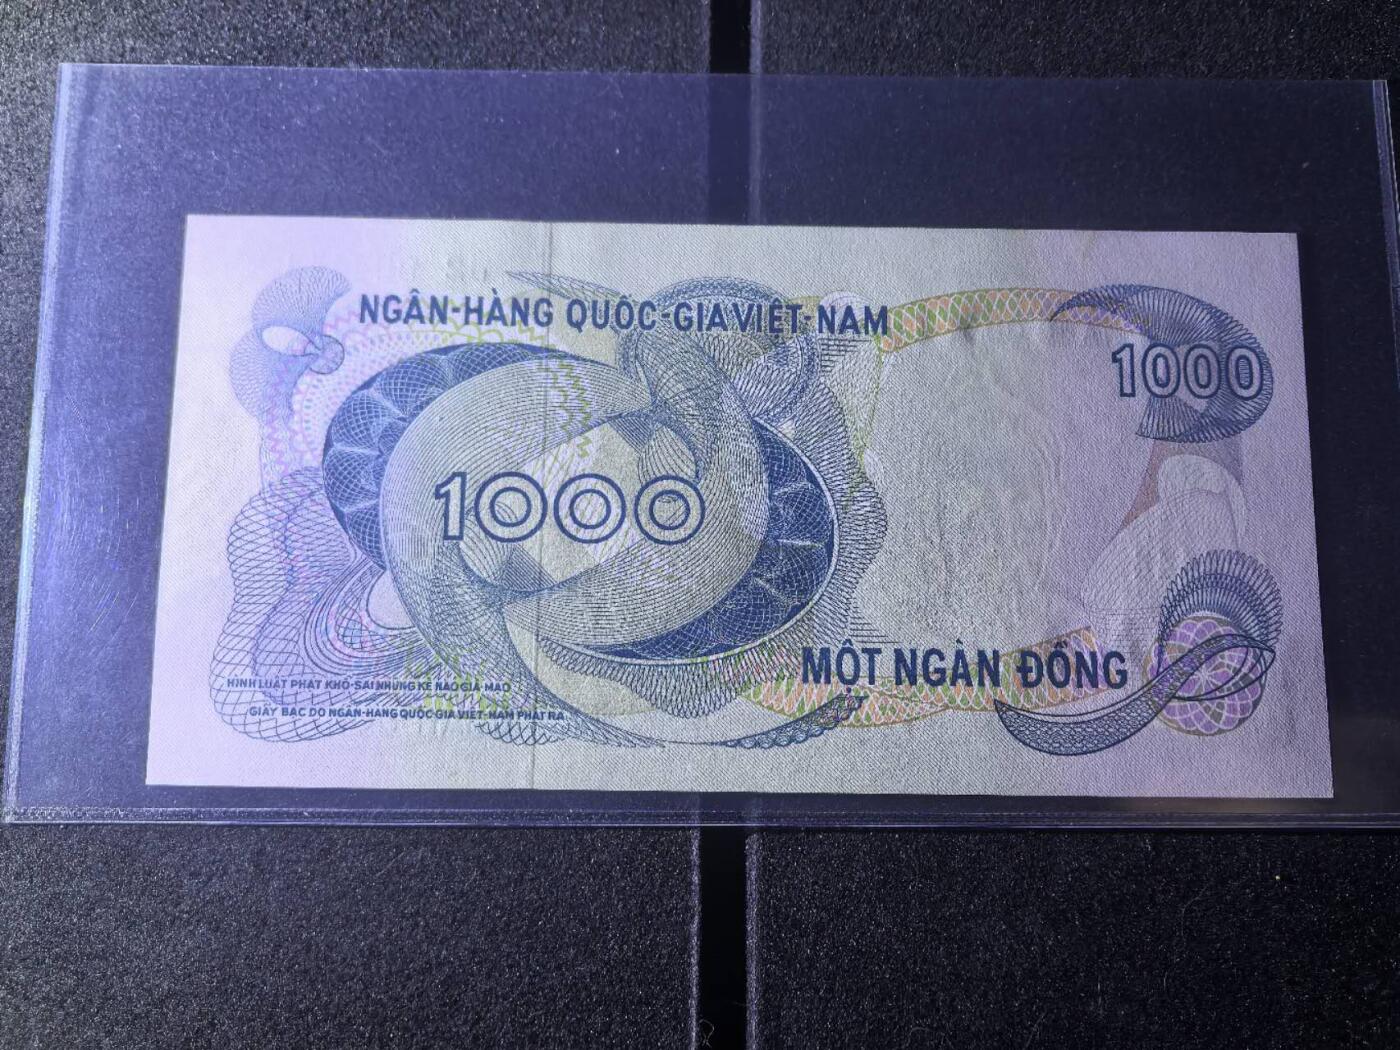 NGÂN-HÀNG QUỐC-GIA VIỆT-NAM
1000
1000
MỘT NGÀN ĐỒNG
HÌNH LUẬT PHẠT KHỔ-SAI NHỮNG KẺ NÀO GIẢ-MẠO
GIẤY BẠC DO NGÂN-HÀNG QUỐC-GIA VIỆT-NAM PHÁT RA